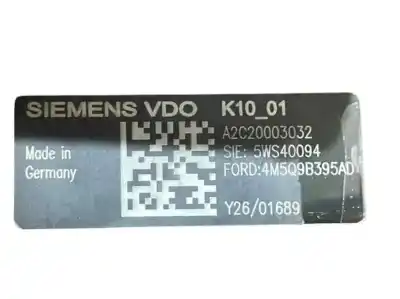 SIEMENS VDO K10_01
A2C20003032
SIE: 5WS40094
Made in
Germany
FORD:4M5Q9B395AD
Y26/01689